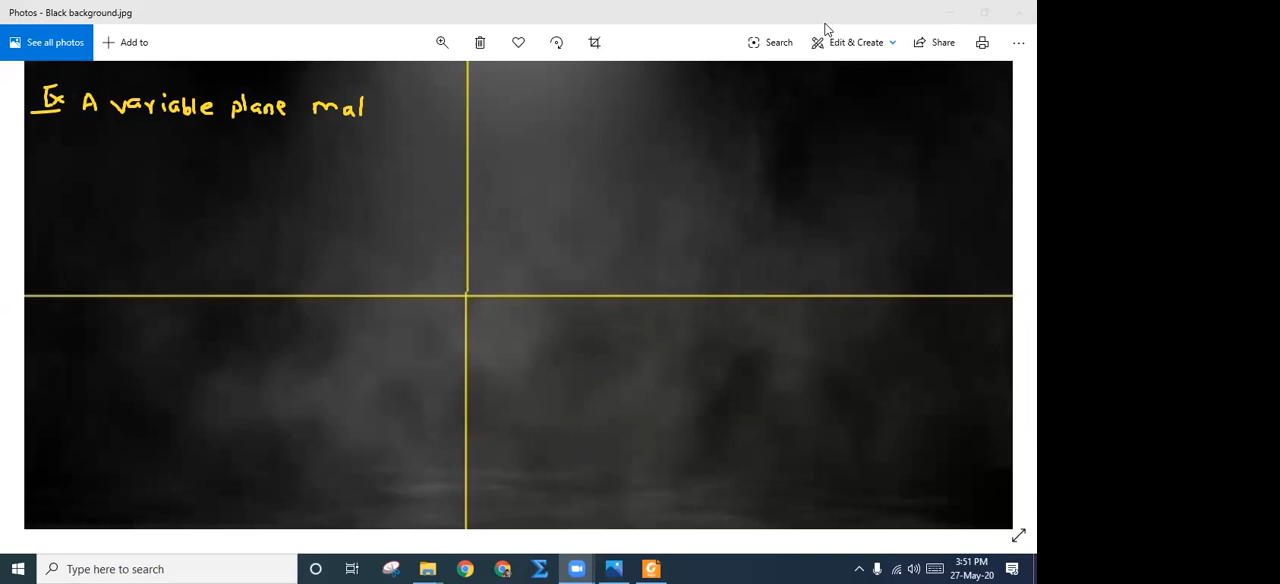 Photos - Black background.jpg
See all photos
Add to
Search
Edit & Create
Share
Ex A variable plane mal
Type here to search
3:51 PM
27-May-20